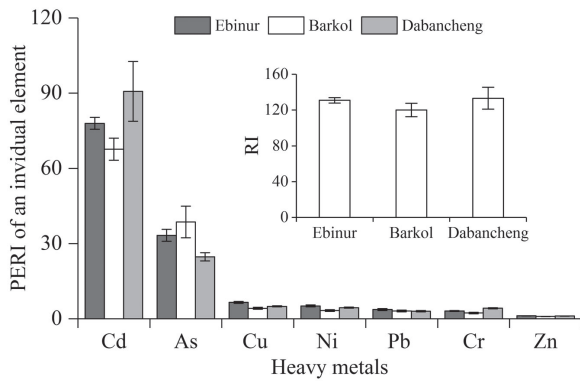 120
90
60
30
0
PERI of an invidual element
Ebinur Barkol Dabancheng
160
120
80
40
0
RI
Ebinur Barkol Dabancheng
Cd As Cu Ni Pb Cr Zn
Heavy metals